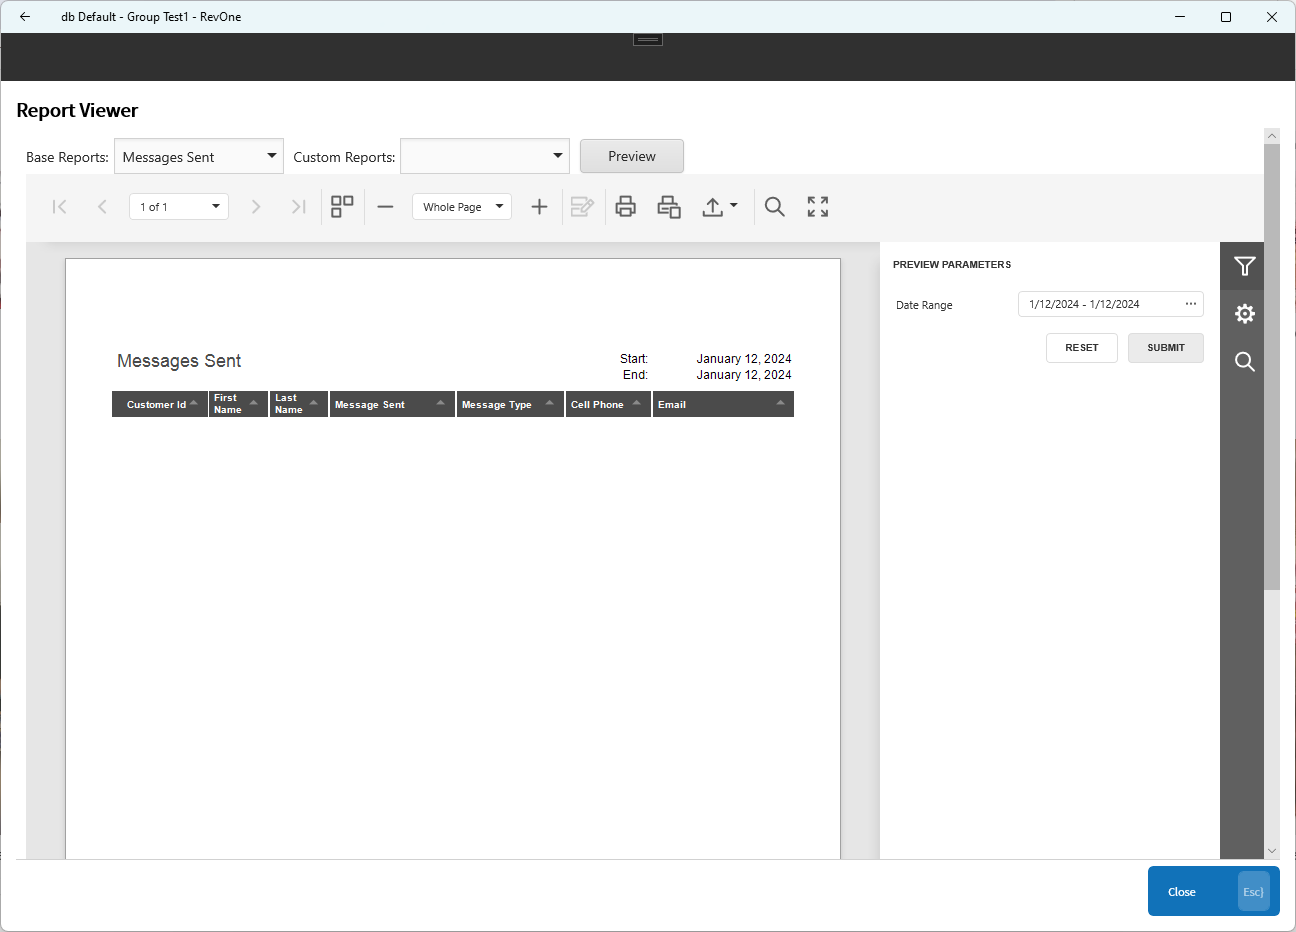 db Default - Group Test1 - RevOne
Report Viewer
Base Reports: Messages Sent Custom Reports: Preview
1 of 1 Whole Page
PREVIEW PARAMETERS
Date Range 1/12/2024 - 1/12/2024
RESET SUBMIT
Messages Sent
Start: January 12, 2024
End: January 12, 2024
Customer Id First Name Last Name Message Sent Message Type Cell Phone Email
Close Esc}